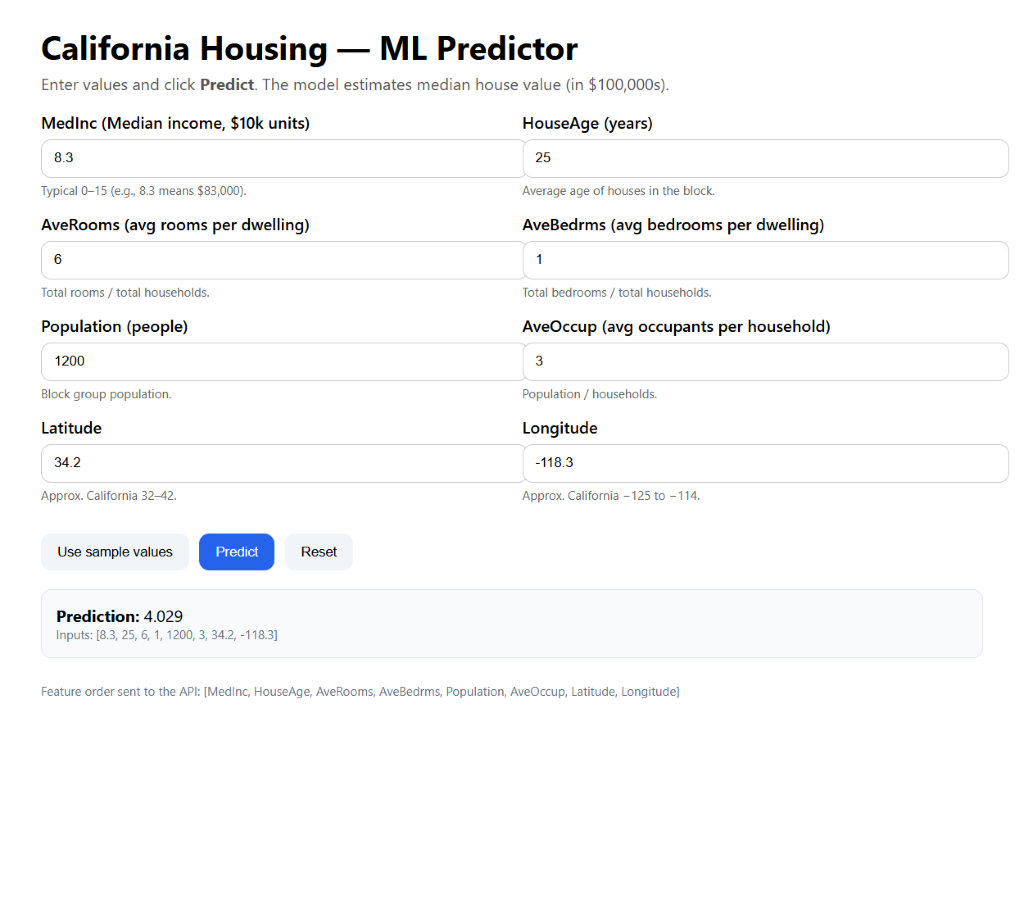 California Housing — ML Predictor
Enter values and click Predict. The model estimates median house value (in $100,000s).
MedInc (Median income, $10k units)
8.3
Typical 0–15 (e.g., 8.3 means $83,000).
HouseAge (years)
25
Average age of houses in the block.
AveRooms (avg rooms per dwelling)
6
Total rooms / total households.
AveBedrms (avg bedrooms per dwelling)
1
Total bedrooms / total households.
Population (people)
1200
Block group population.
AveOccup (avg occupants per household)
3
Population / households.
Latitude
34.2
Approx. California 32–42.
Longitude
-118.3
Approx. California −125 to −114.
Use sample values
Predict
Reset
Prediction: 4.029
Inputs: [8.3, 25, 6, 1, 1200, 3, 34.2, -118.3]
Feature order sent to the API: [MedInc, HouseAge, AveRooms, AveBedrms, Population, AveOccup, Latitude, Longitude]